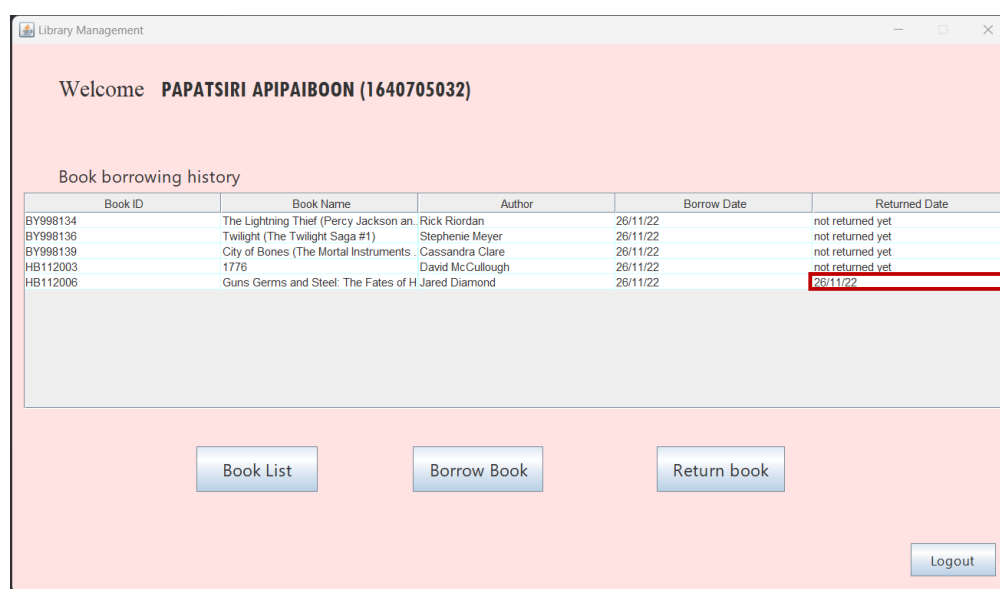 Library Management
Welcome PAPATSIRI APIPAIBOON (1640705032)
Book borrowing history
Book ID Book Name Author Borrow Date Returned Date
BY998134 The Lightning Thief (Percy Jackson an.. Rick Riordan 26/11/22 not returned yet
BY998136 Twilight (The Twilight Saga #1) Stephenie Meyer 26/11/22 not returned yet
BY998139 City of Bones (The Mortal Instruments . Cassandra Clare 26/11/22 not returned yet
HB112003 1776 David McCullough 26/11/22 not returned yet
HB112006 Guns Germs and Steel: The Fates of H Jared Diamond 26/11/22 26/11/22
Book List Borrow Book Return book
Logout